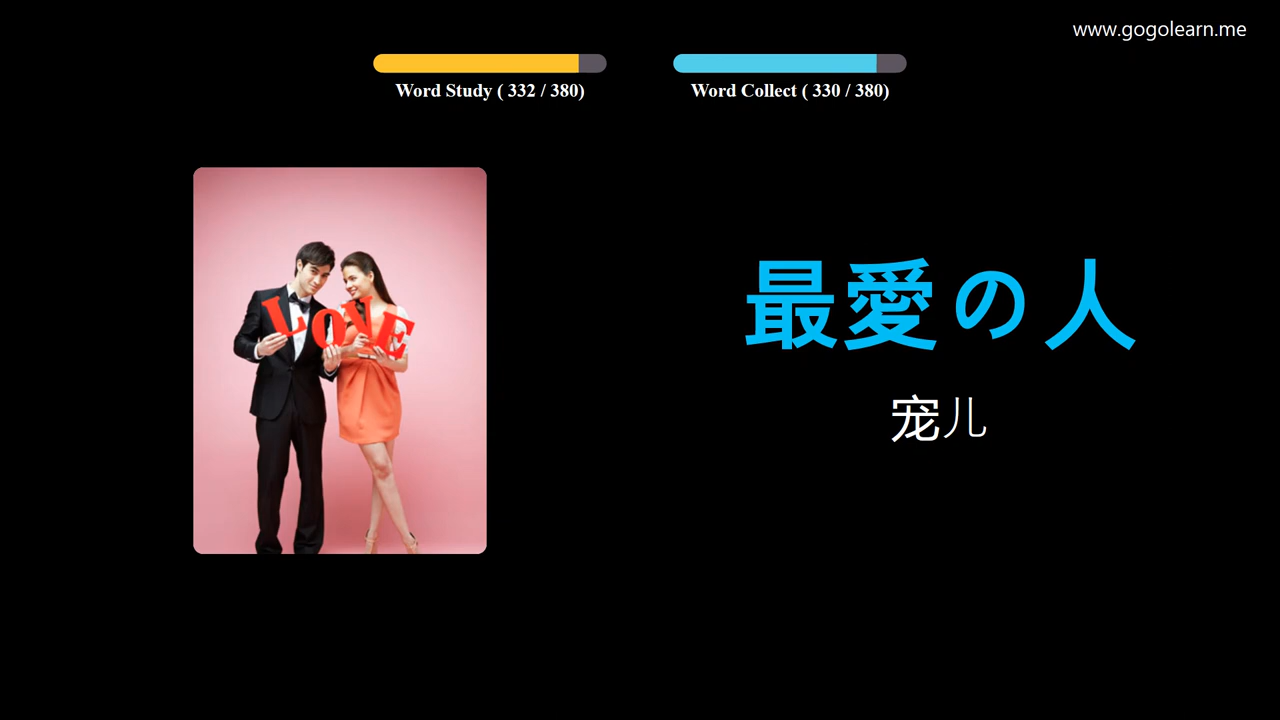 www.gogolearn.me
Word Study ( 332 / 380)
Word Collect ( 330 / 380)
LOVE
最愛の人
宠儿